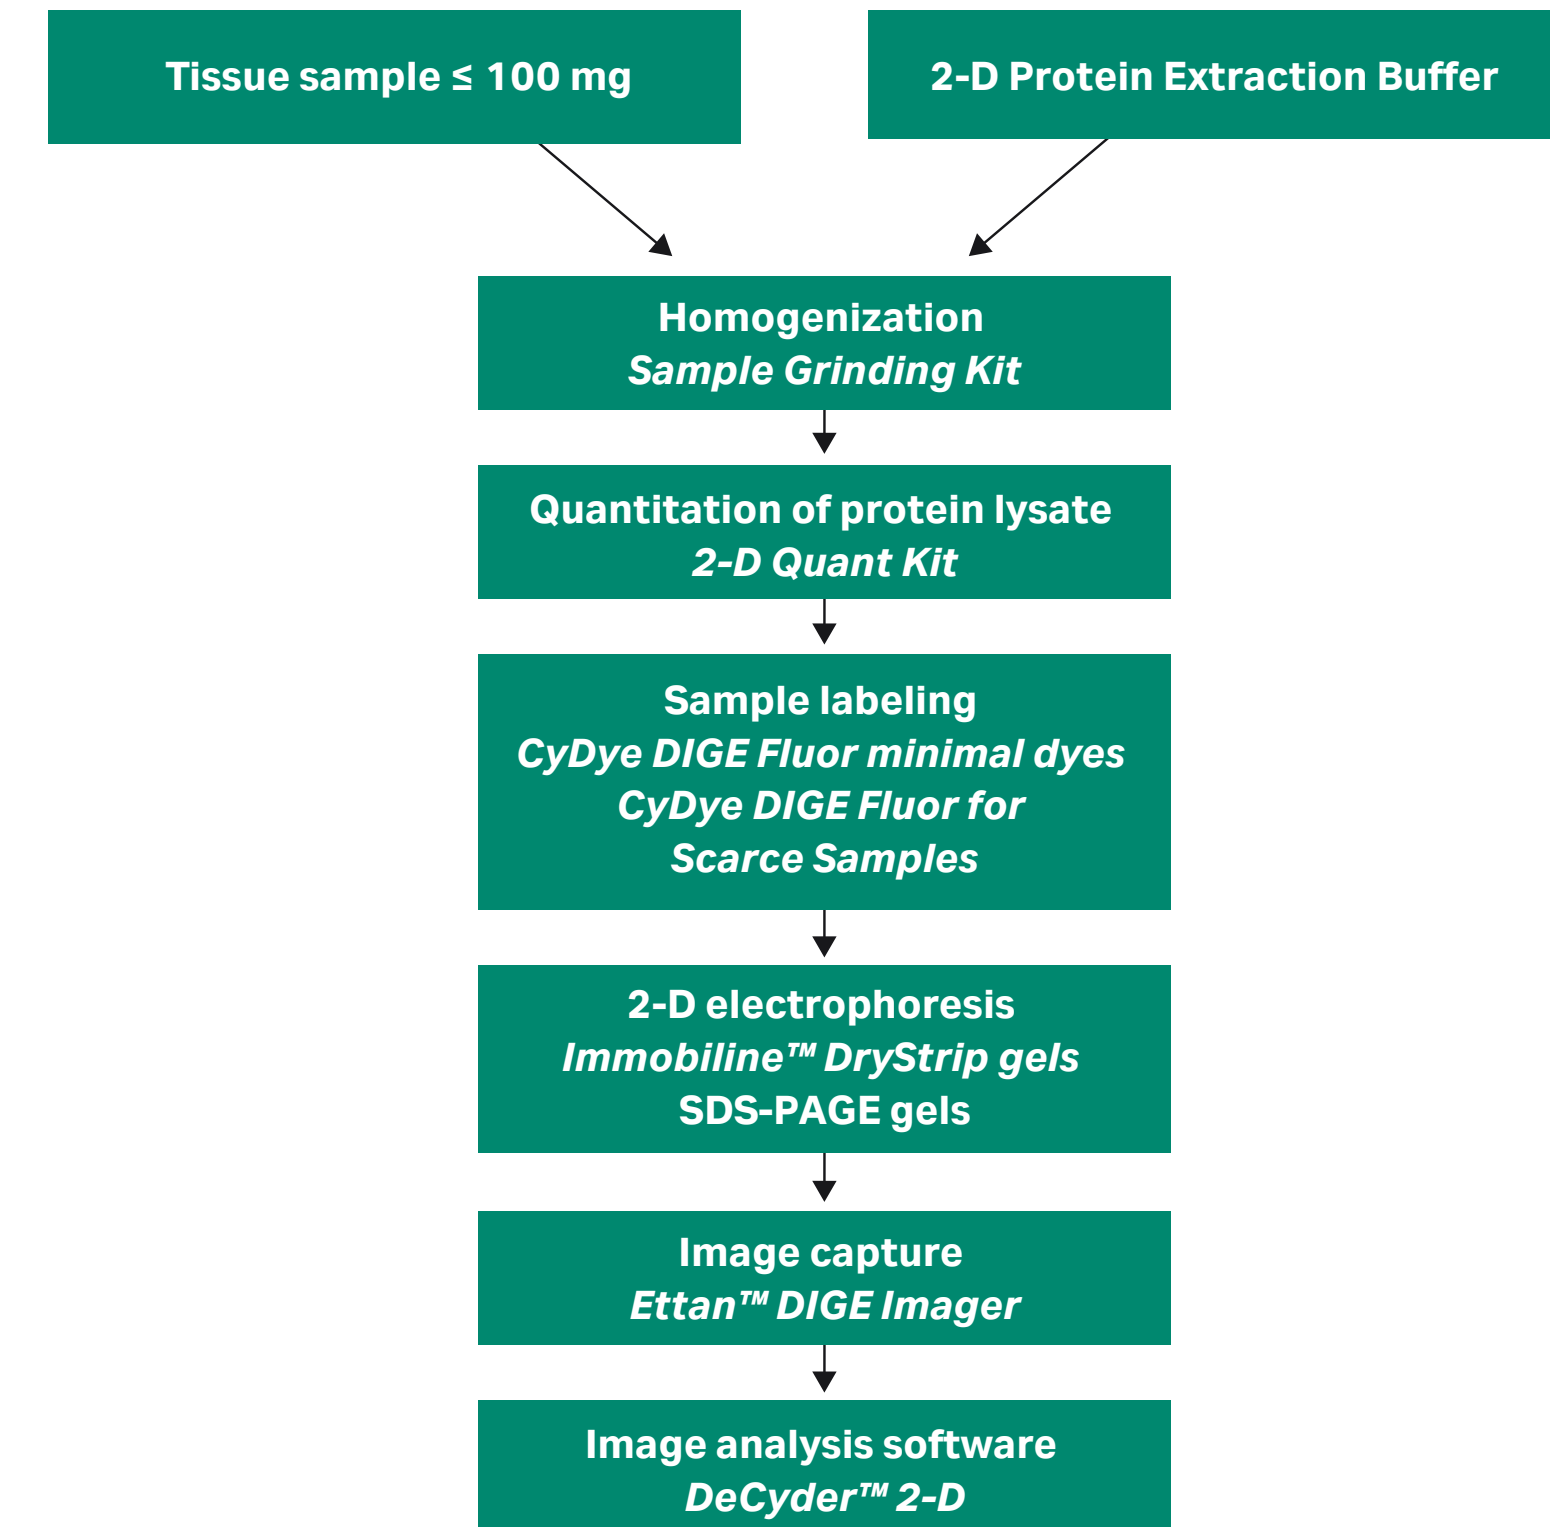 Tissue sample ≤ 100 mg
2-D Protein Extraction Buffer
Homogenization
Sample Grinding Kit
Quantitation of protein lysate
2-D Quant Kit
Sample labeling
CyDye DIGE Fluor minimal dyes
CyDye DIGE Fluor for
Scarce Samples
2-D electrophoresis
Immobiline™ DryStrip gels
SDS-PAGE gels
Image capture
Ettan™ DIGE Imager
Image analysis software
DeCyder™ 2-D